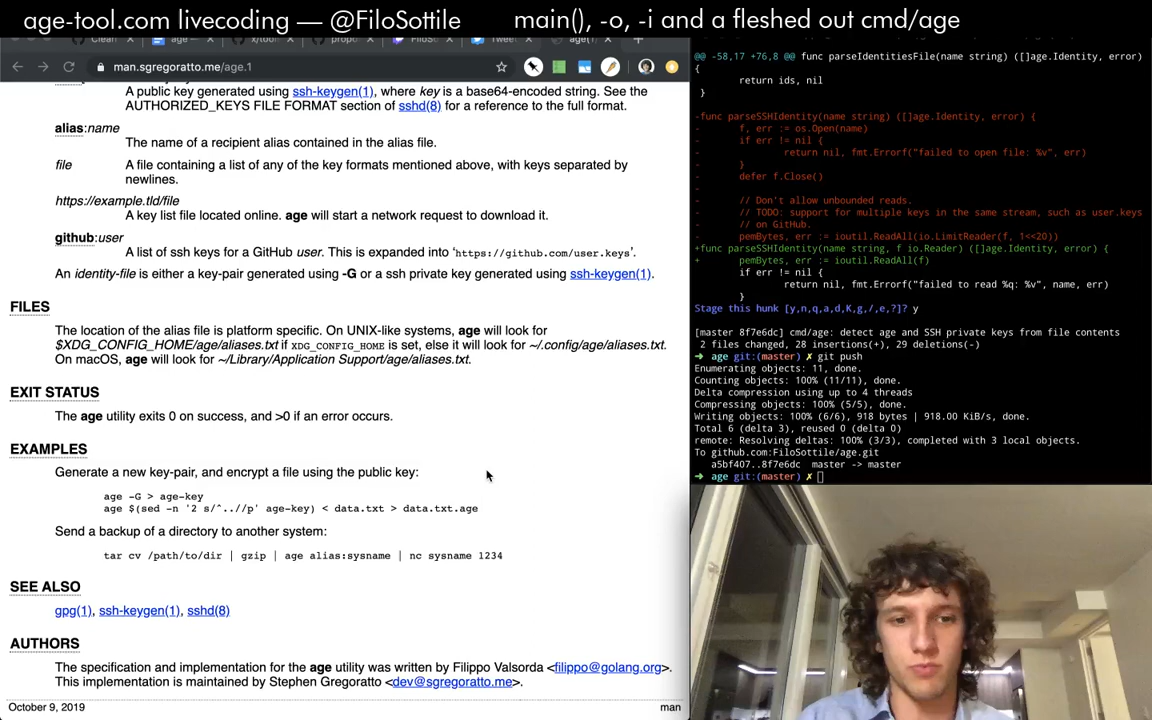 age-tool.com livecoding — @FiloSottile
main(), -o, -i and a fleshed out cmd/age
man.sgregoratto.me/age.1
A public key generated using ssh-keygen(1), where key is a base64-encoded string. See the
AUTHORIZED_KEYS FILE FORMAT section of sshd(8) for a reference to the full format.
alias:name
The name of a recipient alias contained in the alias file.
file
A file containing a list of any of the key formats mentioned above, with keys separated by
newlines.
https://example.tld/file
A key list file located online. age will start a network request to download it.
github:user
A list of ssh keys for a GitHub user. This is expanded into ‘https://github.com/user.keys’.
An identity-file is either a key-pair generated using -G or a ssh private key generated using ssh-keygen(1).
FILES
The location of the alias file is platform specific. On UNIX-like systems, age will look for
$XDG_CONFIG_HOME/age/aliases.txt if XDG_CONFIG_HOME is set, else it will look for ~/.config/age/aliases.txt.
On macOS, age will look for ~/Library/Application Support/age/aliases.txt.
EXIT STATUS
The age utility exits 0 on success, and >0 if an error occurs.
EXAMPLES
Generate a new key-pair, and encrypt a file using the public key:
age -G > age-key
age $(sed -n '2 s/^..//p' age-key) < data.txt > data.txt.age
Send a backup of a directory to another system:
tar cv /path/to/dir | gzip | age alias:sysname | nc sysname 1234
SEE ALSO
gpg(1), ssh-keygen(1), sshd(8)
AUTHORS
The specification and implementation for the age utility was written by Filippo Valsorda <filippo@golang.org>.
This implementation is maintained by Stephen Gregoratto <dev@sgregoratto.me>.
October 9, 2019
man
@@ -58,17 +76,8 @@ func parseIdentitiesFile(name string) ([]age.Identity, error)
{
return ids, nil
}
-func parseSSHIdentity(name string) ([]age.Identity, error) {
- f, err := os.Open(name)
- if err != nil {
- return nil, fmt.Errorf("failed to open file: %v", err)
- }
- defer f.Close()
-
- // Don't allow unbounded reads.
- // TODO: support for multiple keys in the same stream, such as user.keys
- // on GitHub.
- pemBytes, err := ioutil.ReadAll(io.LimitReader(f, 1<<20))
+func parseSSHIdentity(name string, f io.Reader) ([]age.Identity, error) {
+ pemBytes, err := ioutil.ReadAll(f)
if err != nil {
return nil, fmt.Errorf("failed to read %q: %v", name, err)
}
Stage this hunk [y,n,q,a,d,K,g,/,e,?]? y
[master 8f7e6dc] cmd/age: detect age and SSH private keys from file contents
2 files changed, 28 insertions(+), 29 deletions(-)
➜ age git:(master) ✗ git push
Enumerating objects: 11, done.
Counting objects: 100% (11/11), done.
Delta compression using up to 4 threads
Compressing objects: 100% (5/5), done.
Writing objects: 100% (6/6), 918 bytes | 918.00 KiB/s, done.
Total 6 (delta 3), reused 0 (delta 0)
remote: Resolving deltas: 100% (3/3), completed with 3 local objects.
To github.com:FiloSottile/age.git
a5bf407..8f7e6dc master -> master
➜ age git:(master) ✗